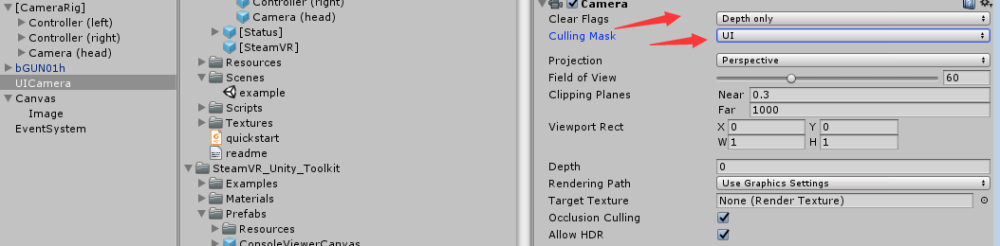 [CameraRig]
Controller (left)
Controller (right)
Camera (head)
bGUN01h
UICamera
Canvas
Image
EventSystem
Controller (right)
Camera (head)
[Status]
[SteamVR]
Resources
Scenes
example
Scripts
Textures
quickstart
readme
SteamVR_Unity_Toolkit
Examples
Materials
Prefabs
Resources
ConsoleViewerCanvas
Camera
Clear Flags Depth only
Culling Mask UI
Projection Perspective
Field of View 60
Clipping Planes Near 0.3
Far 1000
Viewport Rect X 0 Y 0
W 1 H 1
Depth 0
Rendering Path Use Graphics Settings
Target Texture None (Render Texture)
Occlusion Culling
Allow HDR